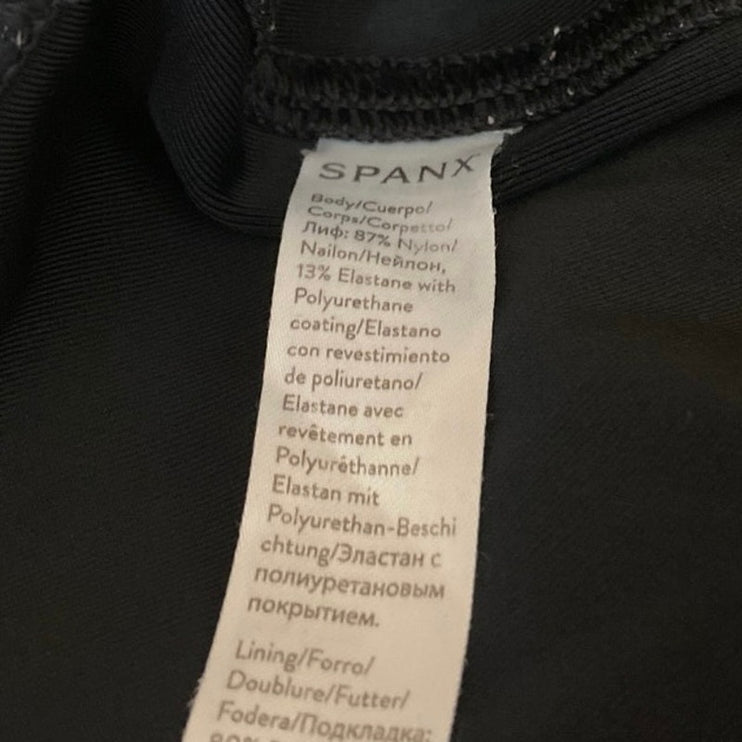 SPANX
Body/Cuerpo/
Corps/Corpetto/
Лиф: 87% Nylon/
Nailon/Нейлон,
13% Elastane with
Polyurethane
coating/Elastano
con revestimiento
de poliuretano/
Elastane avec
revêtement en
Polyuréthanne/
Elastan mit
Polyurethan-Beschi
chtung/Эластан с
полиуретановым
покрытием.
Lining/Forro/
Doublure/Futter/
Fodera/Подкладка: